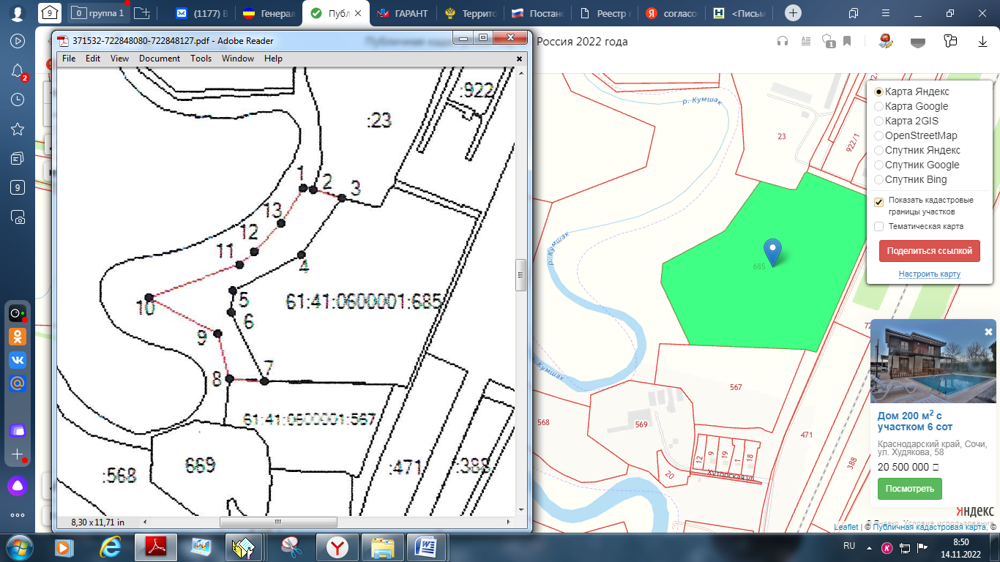 9
0 группа 1
(1177) В
Генерал
Публ
ГАРАНТ
Террито
Постано
Реестр г
согласо
«Письм
Россия 2022 года
1
2
9
371532-722848080-722848127.pdf - Adobe Reader
File Edit View Document Tools Window Help
:922
:23
1
2
3
13
12
11
4
10
5
61:41:0600001:685
6
9
7
8
61:41:0600001:567
669
:568
:471
:388
8,30 x 11,71 in
р. Кумшак
23
922/1
р. Кумшак
685
р. Кумшак
567
568
569
471
388
12
9
19
1
18
20
Хуторская ул.
72
Карта Яндекс
Карта Google
Карта 2GIS
OpenStreetMap
Спутник Яндекс
Спутник Google
Спутник Bing
Показать кадастровые
границы участков
Тематическая карта
Поделиться ссылкой
Настроить карту
Дом 200 м² с
участком 6 сот
Краснодарский край, Сочи,
ул. Худякова, 58
20 500 000
Посмотреть
Яндекс
© Яндекс Условия использования
Leaflet | © Публичная кадастровая карта, ©
RU
8:50
14.11.2022